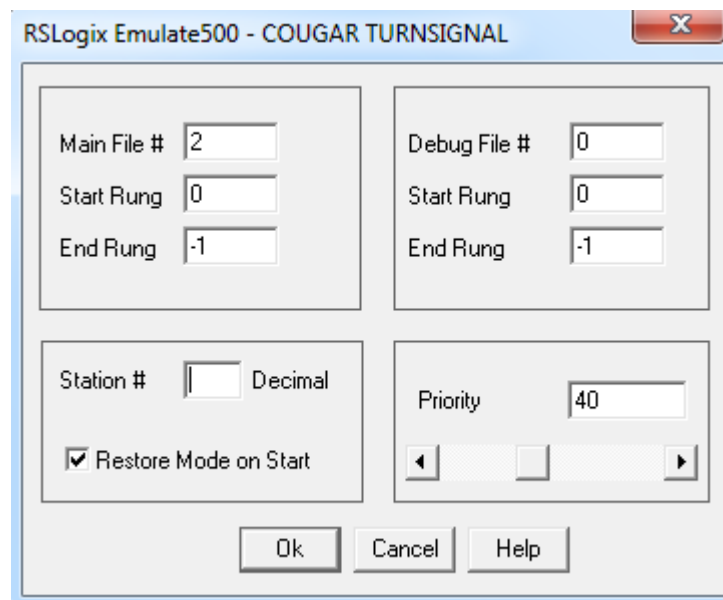 RSLogix Emulate500 - COUGAR TURNSIGNAL
Main File # 2
Start Rung 0
End Rung -1
Debug File # 0
Start Rung 0
End Rung -1
Station # Decimal
Restore Mode on Start
Priority 40
Ok Cancel Help